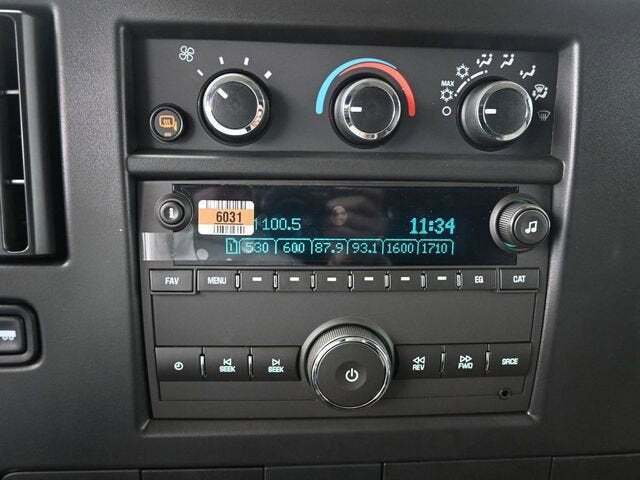 MAX
6031
100.5 11:34
1 530 600 87.9 93.1 1600 1710
FAV MENU EQ CAT
SEEK SEEK REV FWD SRCE